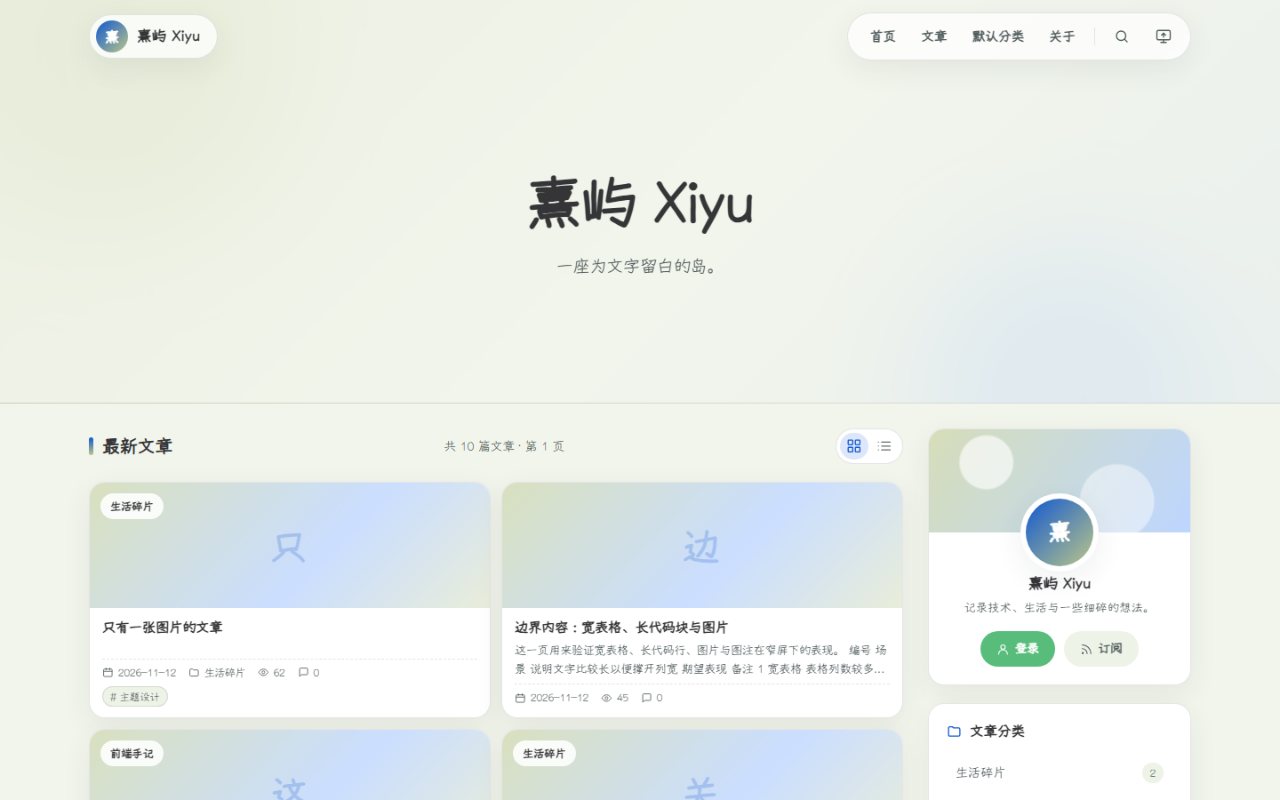 熹 熹屿 Xiyu
首页 文章 默认分类 关于
熹屿 Xiyu
一座为文字留白的岛。
最新文章
共 10 篇文章 · 第 1 页
生活碎片
只
只有一张图片的文章
2026-11-12 生活碎片 62 0
# 主题设计
边
边界内容：宽表格、长代码块与图片
这一页用来验证宽表格、长代码行、图片与图注在窄屏下的表现。 编号 场
景 说明文字比较长以便撑开列宽 期望表现 备注 1 宽表格 表格列数较多…
2026-11-12 45 0
前端手记
这
生活碎片
关
熹
熹屿 Xiyu
记录技术、生活与一些细碎的想法。
登录 订阅
文章分类
生活碎片 2